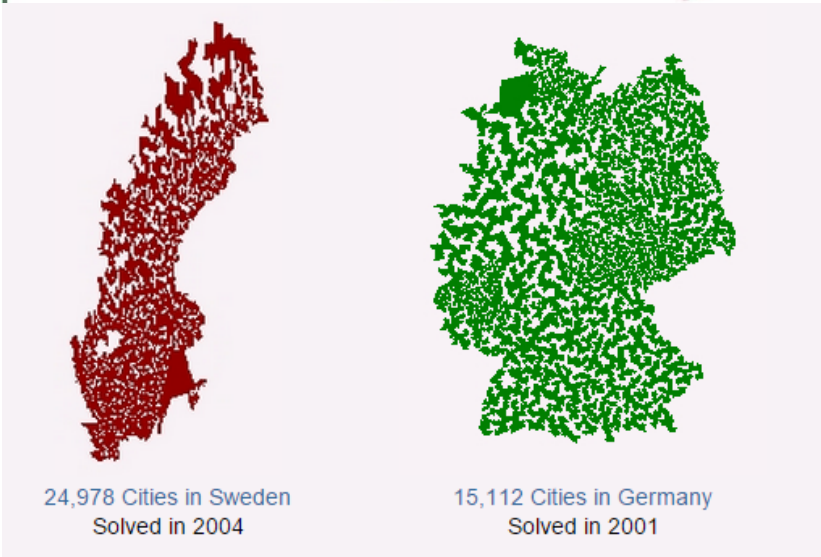 24,978 Cities in Sweden
Solved in 2004
15,112 Cities in Germany
Solved in 2001